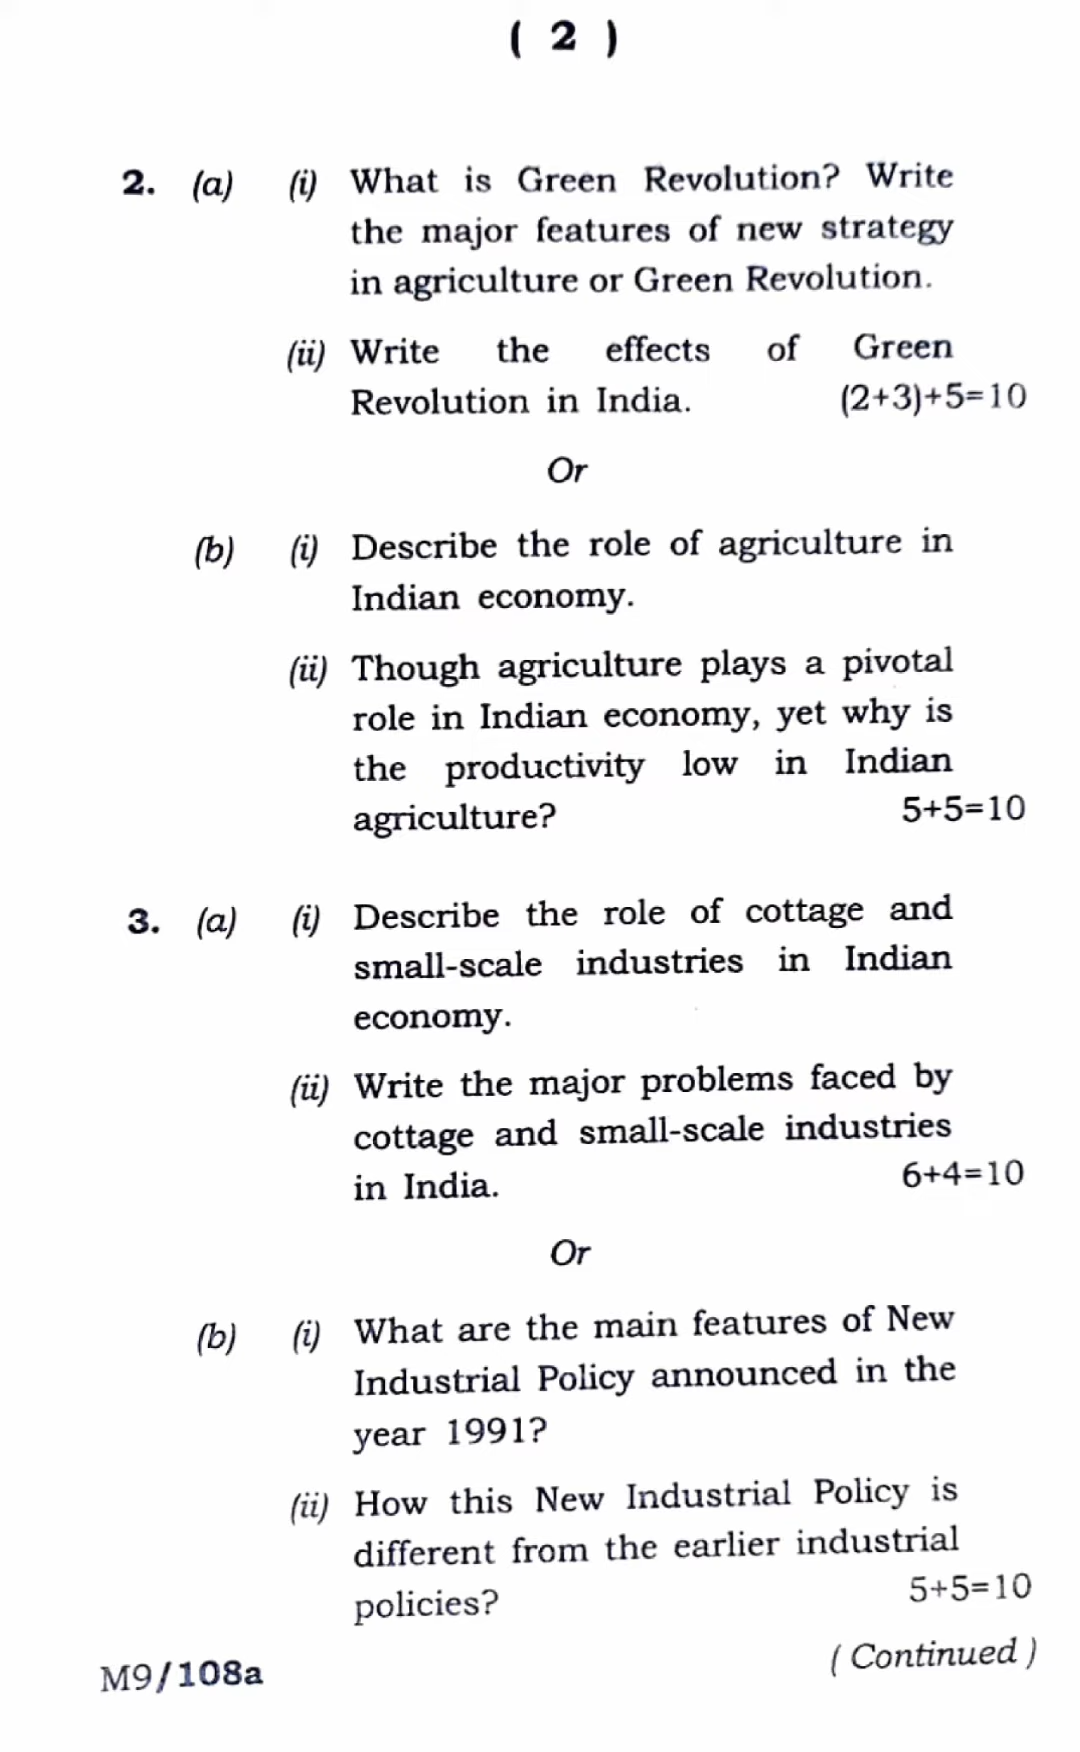 ( 2 )
2. (a) (i) What is Green Revolution? Write
the major features of new strategy
in agriculture or Green Revolution.
(ii) Write the effects of Green
Revolution in India. (2+3)+5=10
Or
(b) (i) Describe the role of agriculture in
Indian economy.
(ii) Though agriculture plays a pivotal
role in Indian economy, yet why is
the productivity low in Indian
agriculture? 5+5=10
3. (a) (i) Describe the role of cottage and
small-scale industries in Indian
economy.
(ii) Write the major problems faced by
cottage and small-scale industries
in India. 6+4=10
Or
(b) (i) What are the main features of New
Industrial Policy announced in the
year 1991?
(ii) How this New Industrial Policy is
different from the earlier industrial
policies? 5+5=10
M9/108a ( Continued )